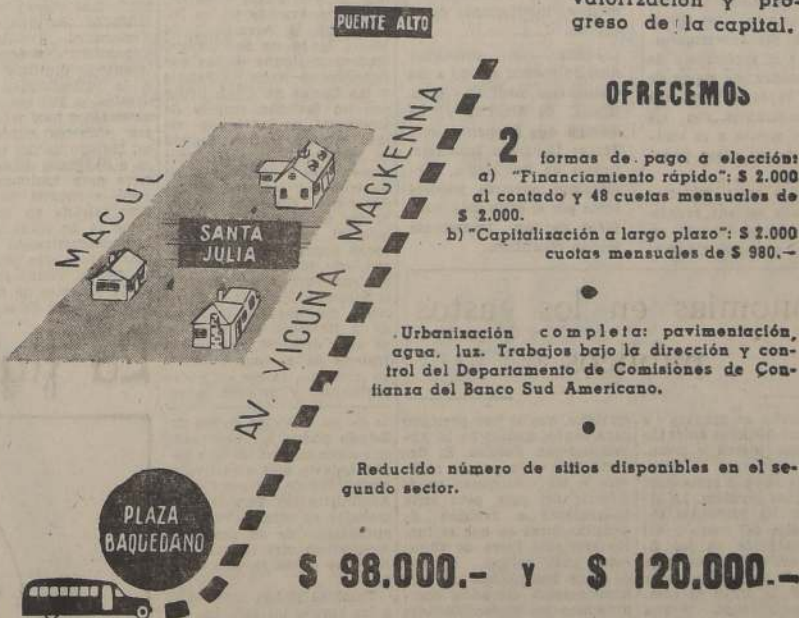 valorización y pro-
greso de la capital.
PUENTE ALTO
OFRECEMOS
2 formas de pago a elección:
a) "Financiamiento rápido": $ 2.000
al contado y 48 cuotas mensuales de
$ 2.000.
b) "Capitalización a largo plazo": $ 2.000
cuotas mensuales de $ 980.—
MACUL
SANTA
JULIA
AV. VICUÑA MACKENNA
Urbanización completa: pavimentación,
agua, luz. Trabajos bajo la dirección y con-
trol del Departamento de Comisiónes de Con-
fianza del Banco Sud Americano.
Reducido número de sitios disponibles en el se-
gundo sector.
PLAZA
BAQUEDANO
$ 98.000.- Y $ 120.000.-